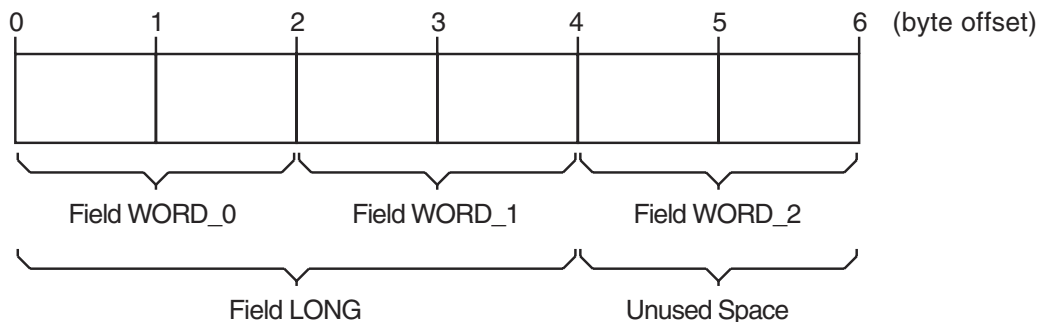 0 1 2 3 4 5 6 (byte offset)
Field WORD_0 Field WORD_1 Field WORD_2
Field LONG Unused Space